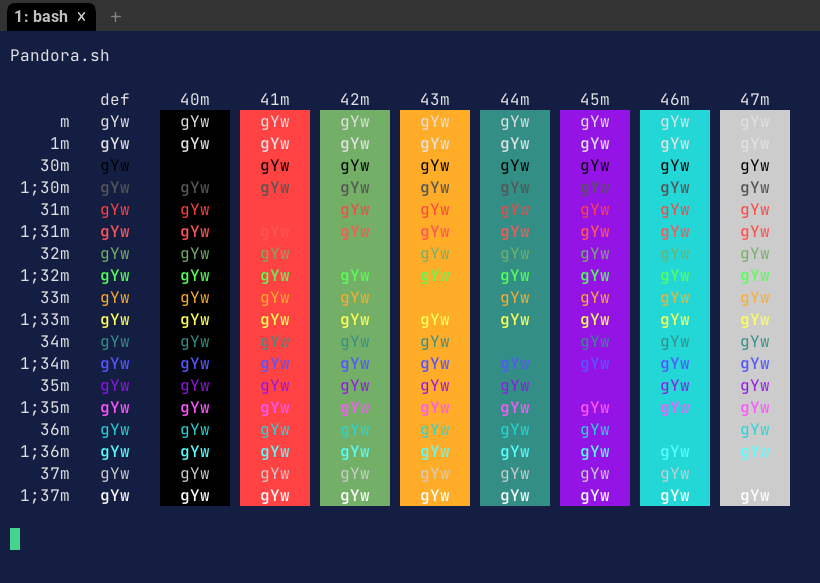 1: bash × +
Pandora.sh
def 40m 41m 42m 43m 44m 45m 46m 47m
m gYw gYw gYw gYw gYw gYw gYw gYw gYw
1m gYw gYw gYw gYw gYw gYw gYw gYw gYw
30m gYw gYw gYw gYw gYw gYw gYw gYw
1;30m gYw gYw gYw gYw gYw gYw gYw gYw gYw
31m gYw gYw gYw gYw gYw gYw gYw gYw
1;31m gYw gYw gYw gYw gYw gYw gYw gYw gYw
32m gYw gYw gYw gYw gYw gYw gYw gYw
1;32m gYw gYw gYw gYw gYw gYw gYw gYw gYw
33m gYw gYw gYw gYw gYw gYw gYw gYw
1;33m gYw gYw gYw gYw gYw gYw gYw gYw gYw
34m gYw gYw gYw gYw gYw gYw gYw gYw
1;34m gYw gYw gYw gYw gYw gYw gYw gYw gYw
35m gYw gYw gYw gYw gYw gYw gYw gYw
1;35m gYw gYw gYw gYw gYw gYw gYw gYw gYw
36m gYw gYw gYw gYw gYw gYw gYw gYw
1;36m gYw gYw gYw gYw gYw gYw gYw gYw gYw
37m gYw gYw gYw gYw gYw gYw gYw gYw
1;37m gYw gYw gYw gYw gYw gYw gYw gYw gYw